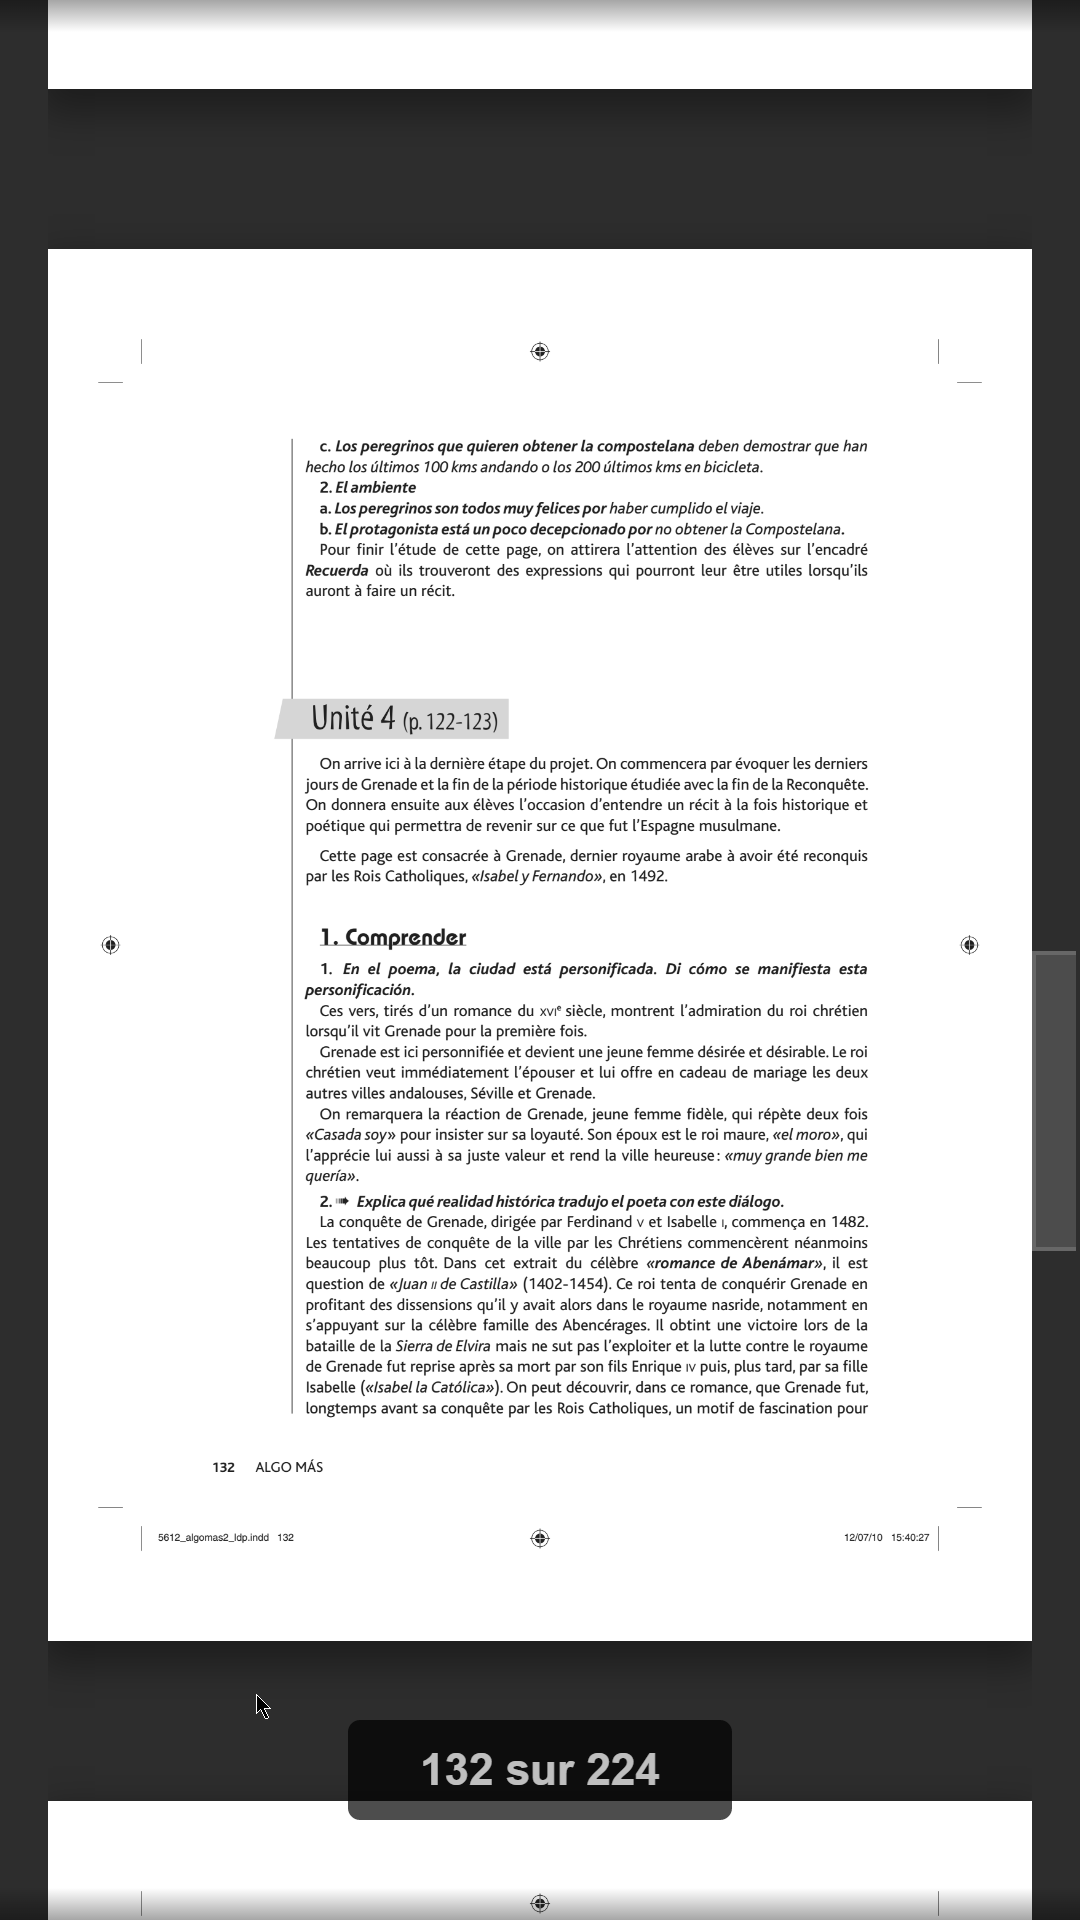 c. Los peregrinos que quieren obtener la compostelana deben demostrar que han
hecho los últimos 100 kms andando o los 200 últimos kms en bicicleta.
2. El ambiente
a. Los peregrinos son todos muy felices por haber cumplido el viaje.
b. El protagonista está un poco decepcionado por no obtener la Compostelana.
Pour finir l’étude de cette page, on attirera l’attention des élèves sur l’encadré
Recuerda où ils trouveront des expressions qui pourront leur être utiles lorsqu’ils
auront à faire un récit.
Unité 4 (p. 122-123)
On arrive ici à la dernière étape du projet. On commencera par évoquer les derniers
jours de Grenade et la fin de la période historique étudiée avec la fin de la Reconquête.
On donnera ensuite aux élèves l’occasion d’entendre un récit à la fois historique et
poétique qui permettra de revenir sur ce que fut l’Espagne musulmane.
Cette page est consacrée à Grenade, dernier royaume arabe à avoir été reconquis
par les Rois Catholiques, «Isabel y Fernando», en 1492.
1. Comprender
1. En el poema, la ciudad está personificada. Di cómo se manifiesta esta
personificación.
Ces vers, tirés d’un romance du XVIe siècle, montrent l’admiration du roi chrétien
lorsqu’il vit Grenade pour la première fois.
Grenade est ici personnifiée et devient une jeune femme désirée et désirable. Le roi
chrétien veut immédiatement l’épouser et lui offre en cadeau de mariage les deux
autres villes andalouses, Séville et Grenade.
On remarquera la réaction de Grenade, jeune femme fidèle, qui répète deux fois
«Casada soy» pour insister sur sa loyauté. Son époux est le roi maure, «el moro», qui
l’apprécie lui aussi à sa juste valeur et rend la ville heureuse : «muy grande bien me
quería».
2. ➠ Explica qué realidad histórica tradujo el poeta con este diálogo.
La conquête de Grenade, dirigée par Ferdinand V et Isabelle I, commença en 1482.
Les tentatives de conquête de la ville par les Chrétiens commencèrent néanmoins
beaucoup plus tôt. Dans cet extrait du célèbre «romance de Abenámar», il est
question de «Juan II de Castilla» (1402-1454). Ce roi tenta de conquérir Grenade en
profitant des dissensions qu’il y avait alors dans le royaume nasride, notamment en
s’appuyant sur la célèbre famille des Abencérages. Il obtint une victoire lors de la
bataille de la Sierra de Elvira mais ne sut pas l’exploiter et la lutte contre le royaume
de Grenade fut reprise après sa mort par son fils Enrique IV puis, plus tard, par sa fille
Isabelle («Isabel la Católica»). On peut découvrir, dans ce romance, que Grenade fut,
longtemps avant sa conquête par les Rois Catholiques, un motif de fascination pour
132 ALGO MÁS
5612_algomas2_ldp.indd 132
12/07/10 15:40:27
132 sur 224